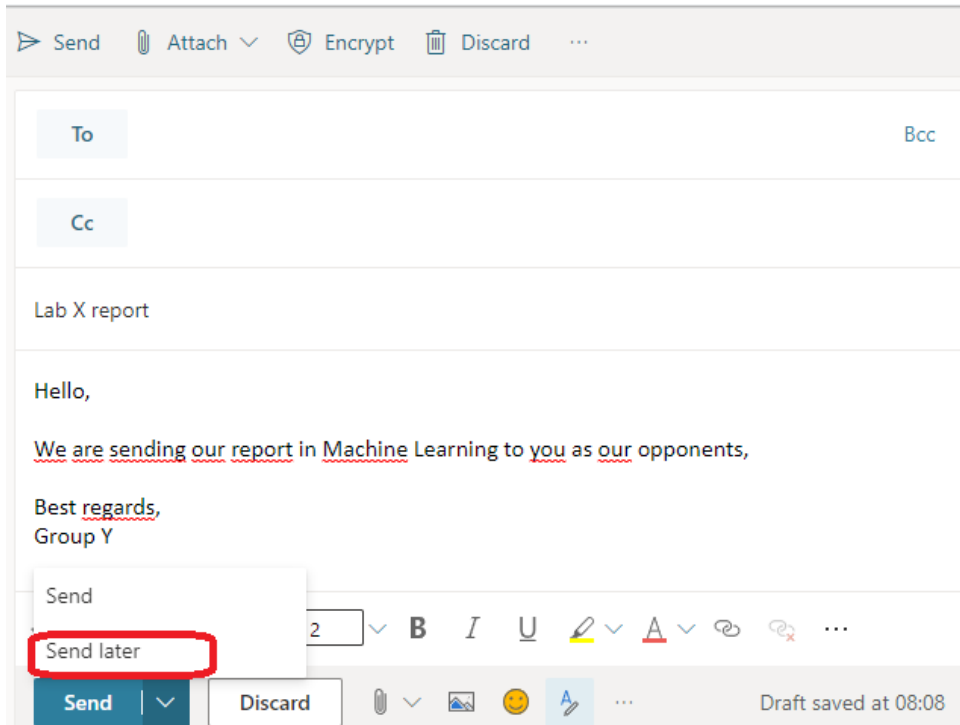 Send Attach Encrypt Discard ...
To Bcc
Cc
Lab X report
Hello,
We are sending our report in Machine Learning to you as our opponents,
Best regards,
Group Y
Send
2 B I U A ...
Send later
Send Discard ... Draft saved at 08:08